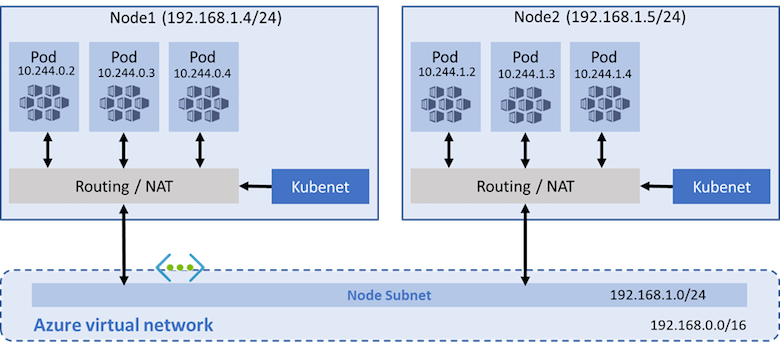 Node1 (192.168.1.4/24)
Pod
10.244.0.2
Pod
10.244.0.3
Pod
10.244.0.4
Routing / NAT
Kubenet
Node2 (192.168.1.5/24)
Pod
10.244.1.2
Pod
10.244.1.3
Pod
10.244.1.4
Routing / NAT
Kubenet
Node Subnet
192.168.1.0/24
Azure virtual network
192.168.0.0/16